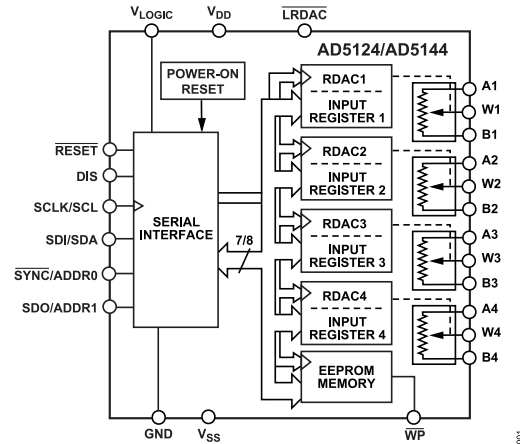 VLOGIC
VDD
LRDAC
AD5124/AD5144
POWER-ON
RESET
RDAC1
INPUT
REGISTER 1
A1
W1
B1
RESET
DIS
SCLK/SCL
SDI/SDA
SYNC/ADDR0
SDO/ADDR1
SERIAL
INTERFACE
7/8
RDAC2
INPUT
REGISTER 2
A2
W2
B2
RDAC3
INPUT
REGISTER 3
A3
W3
B3
RDAC4
INPUT
REGISTER 4
A4
W4
B4
EEPROM
MEMORY
GND
VSS
WP
001